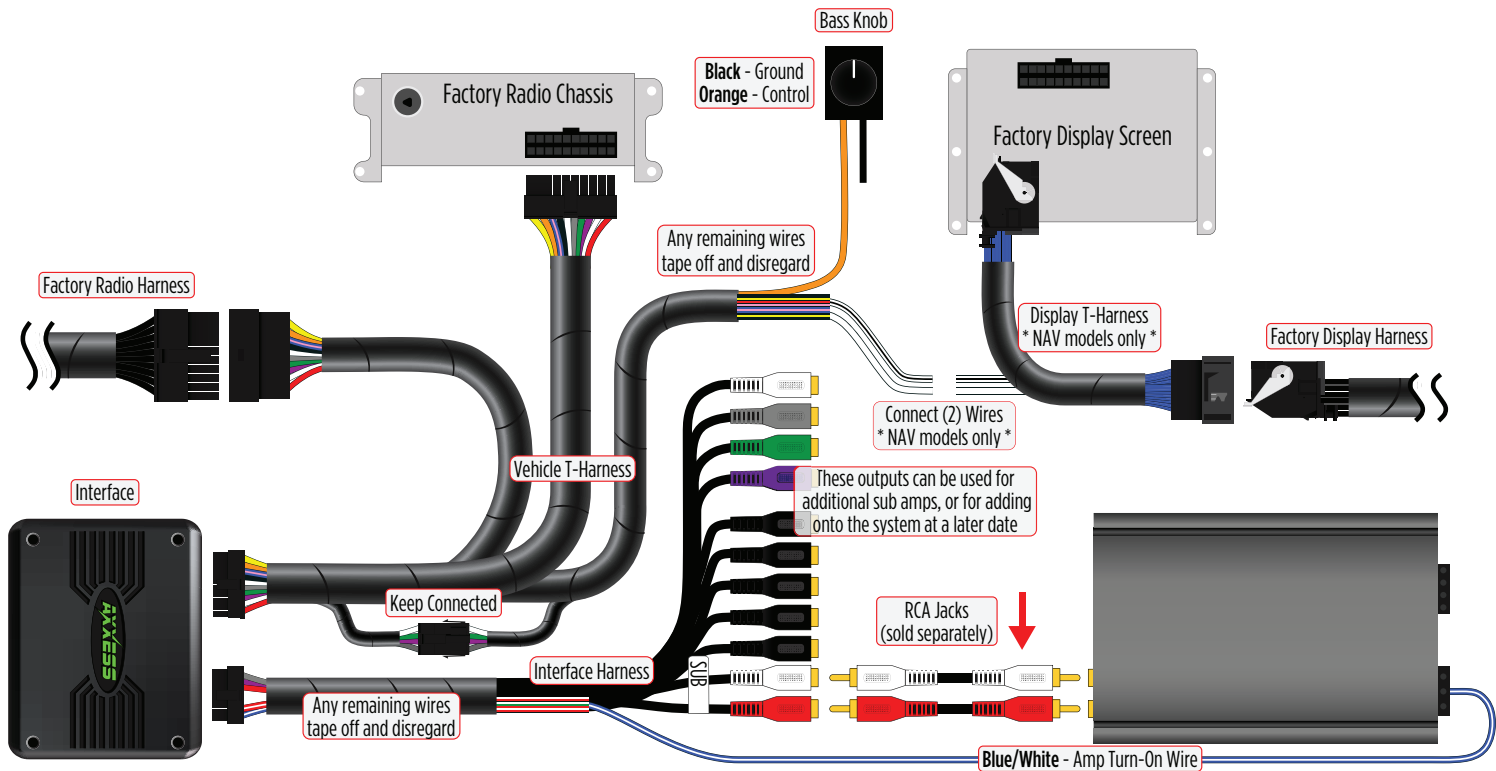 Bass Knob
Black - Ground
Orange - Control
Factory Radio Chassis
Factory Display Screen
Any remaining wires
tape off and disregard
Factory Radio Harness
Display T-Harness
* NAV models only *
Factory Display Harness
Connect (2) Wires
* NAV models only *
Vehicle T-Harness
These outputs can be used for
additional sub amps, or for adding
onto the system at a later date
Interface
AXXESS
Keep Connected
RCA Jacks
(sold separately)
Interface Harness
SUB
Any remaining wires
tape off and disregard
Blue/White - Amp Turn-On Wire